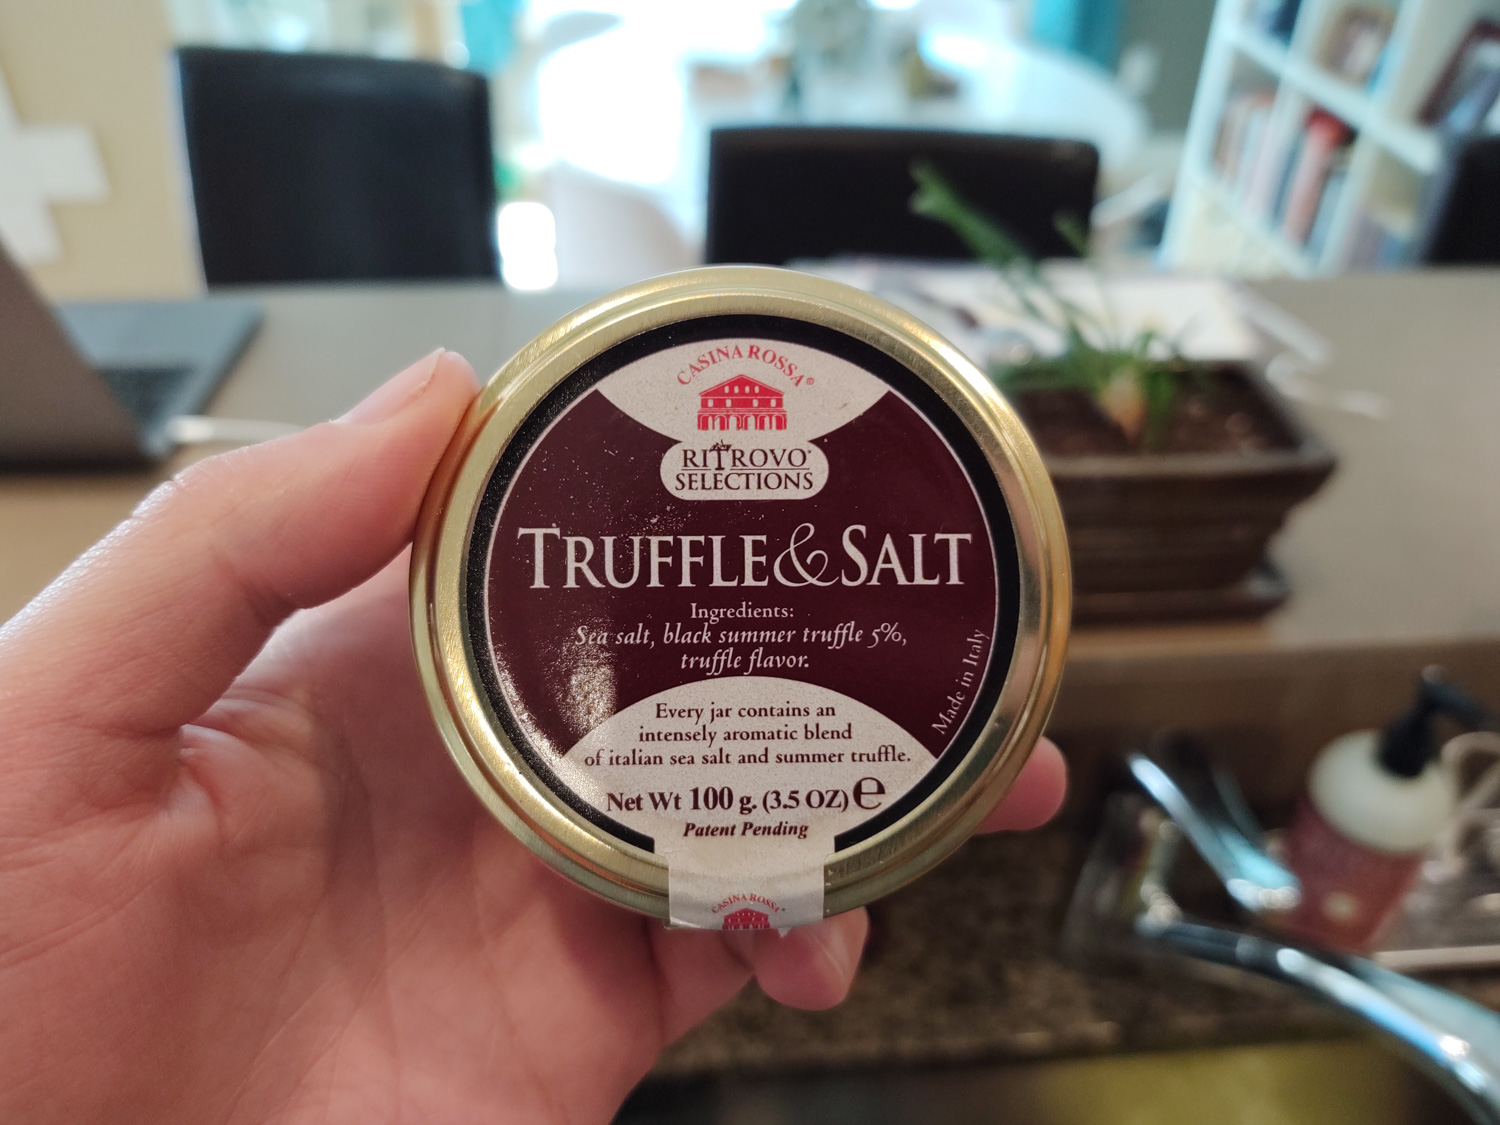 CASINA ROSSA©
RITROVO®
SELECTIONS
TRUFFLE & SALT
Ingredients:
Sea salt, black summer truffle 5%,
truffle flavor.
Made in Italy
Every jar contains an
intensely aromatic blend
of italian sea salt and summer truffle.
Net Wt 100 g. (3.5 OZ) ℮
Patent Pending
CASINA ROSSA®